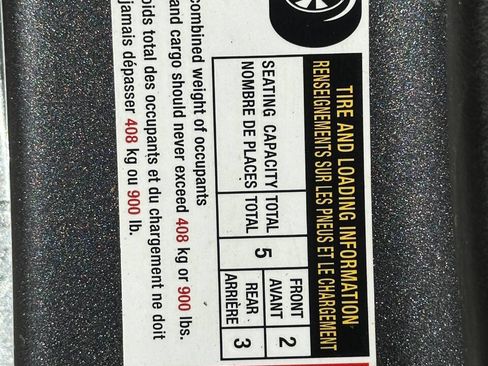 TIRE AND LOADING INFORMATION
RENSEIGNEMENTS SUR LES PNEUS ET LE CHARGEMENT
SEATING CAPACITY TOTAL 5 FRONT 2 REAR 3
NOMBRE DE PLACES TOTAL AVANT ARRIÈRE
combined weight of occupants
and cargo should never exceed 408 kg or 900 lbs.
oids total des occupants et du chargement ne doit
jamais dépasser 408 kg ou 900 lb.